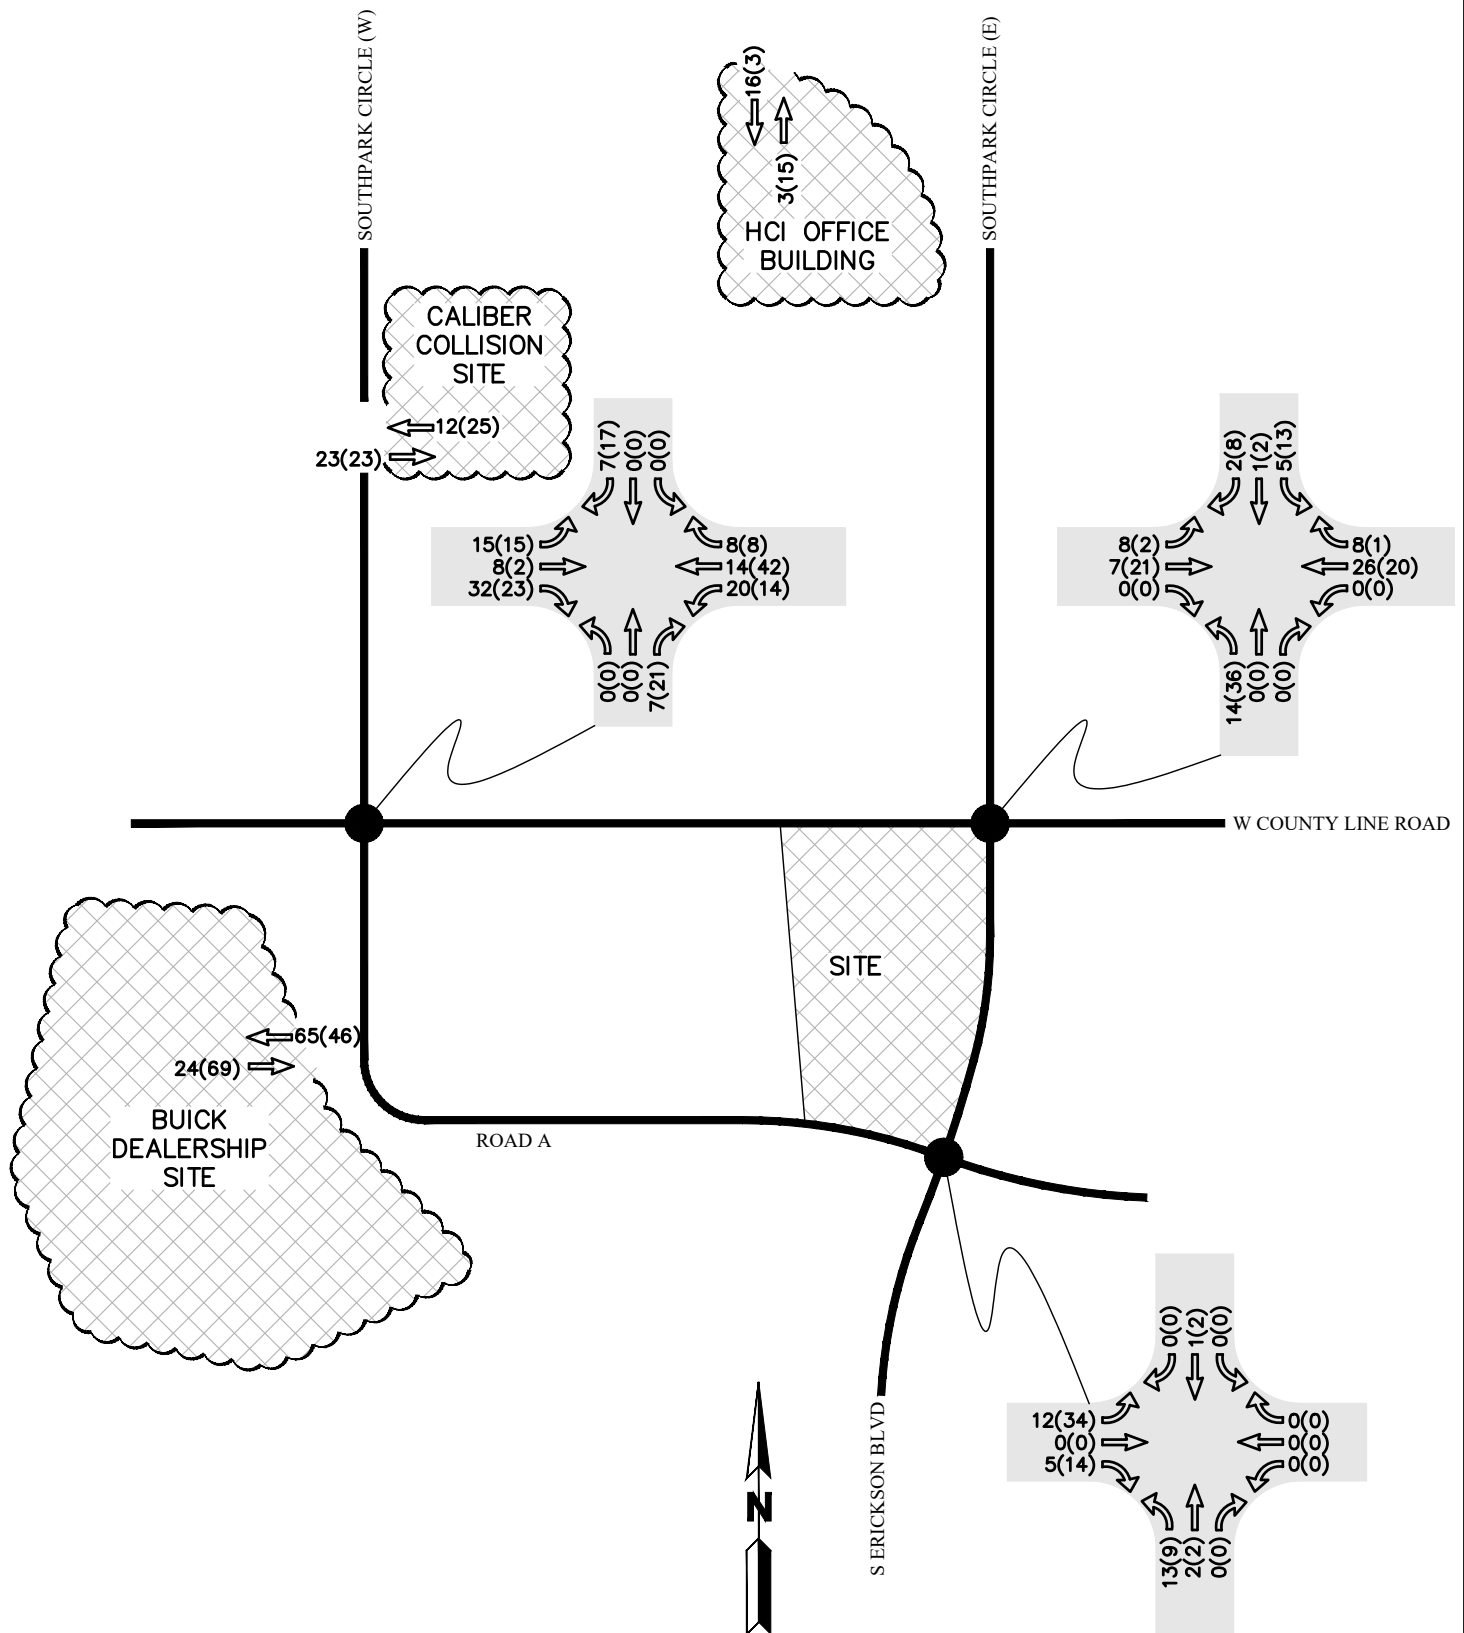 SOUTHPARK CIRCLE (W)
16(3)
3(15)
HCI OFFICE
BUILDING
SOUTHPARK CIRCLE (E)
CALIBER
COLLISION
SITE
12(25)
23(23)
7(17)
0(0)
0(0)
15(15)
8(2)
32(23)
8(8)
14(42)
20(14)
0(0)
0(0)
7(21)
2(8)
1(2)
5(13)
8(2)
7(21)
0(0)
8(1)
26(20)
0(0)
14(36)
0(0)
0(0)
W COUNTY LINE ROAD
SITE
65(46)
24(69)
BUICK
DEALERSHIP
SITE
ROAD A
0(0)
1(2)
0(0)
12(34)
0(0)
5(14)
0(0)
0(0)
0(0)
13(9)
2(2)
0(0)
S ERICKSON BLVD
N